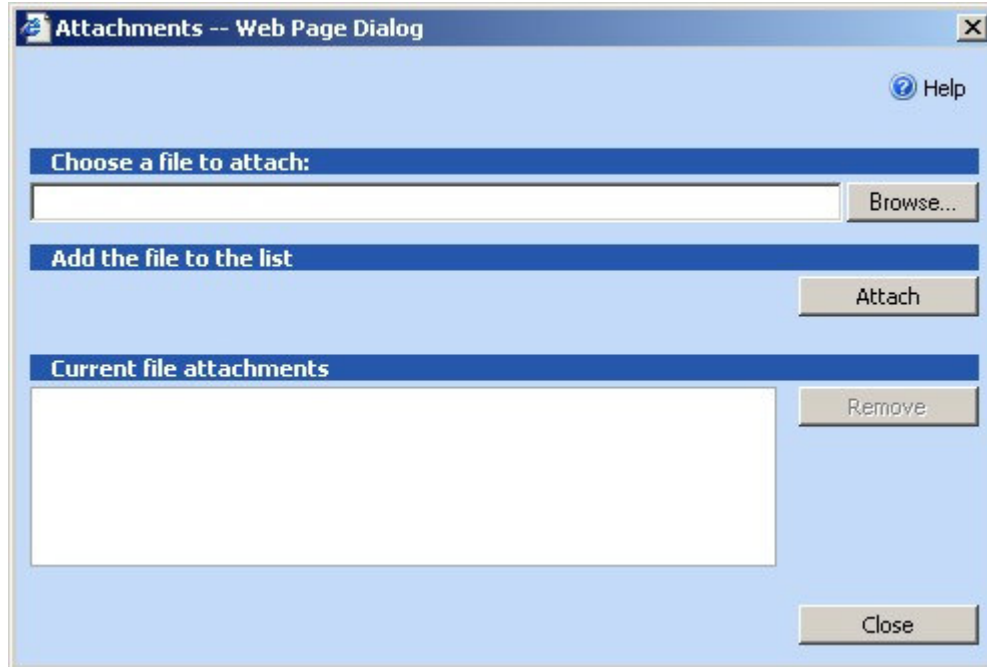 Attachments -- Web Page Dialog
Help
Choose a file to attach:
Browse...
Add the file to the list
Attach
Current file attachments
Remove
Close